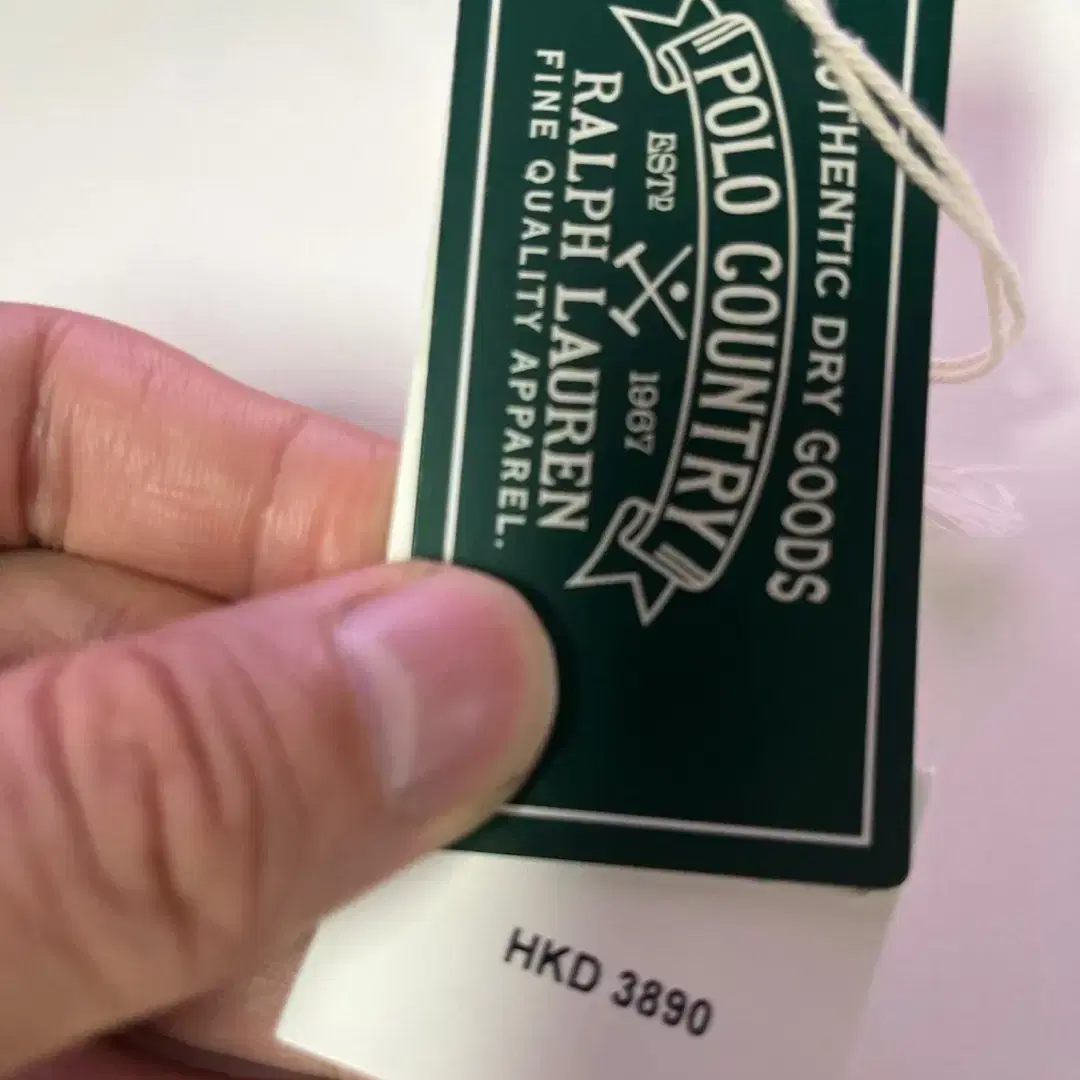 AUTHENTIC DRY GOODS
POLO COUNTRY
ESTD 1967
RALPH LAUREN
FINE QUALITY APPAREL.
HKD 3890